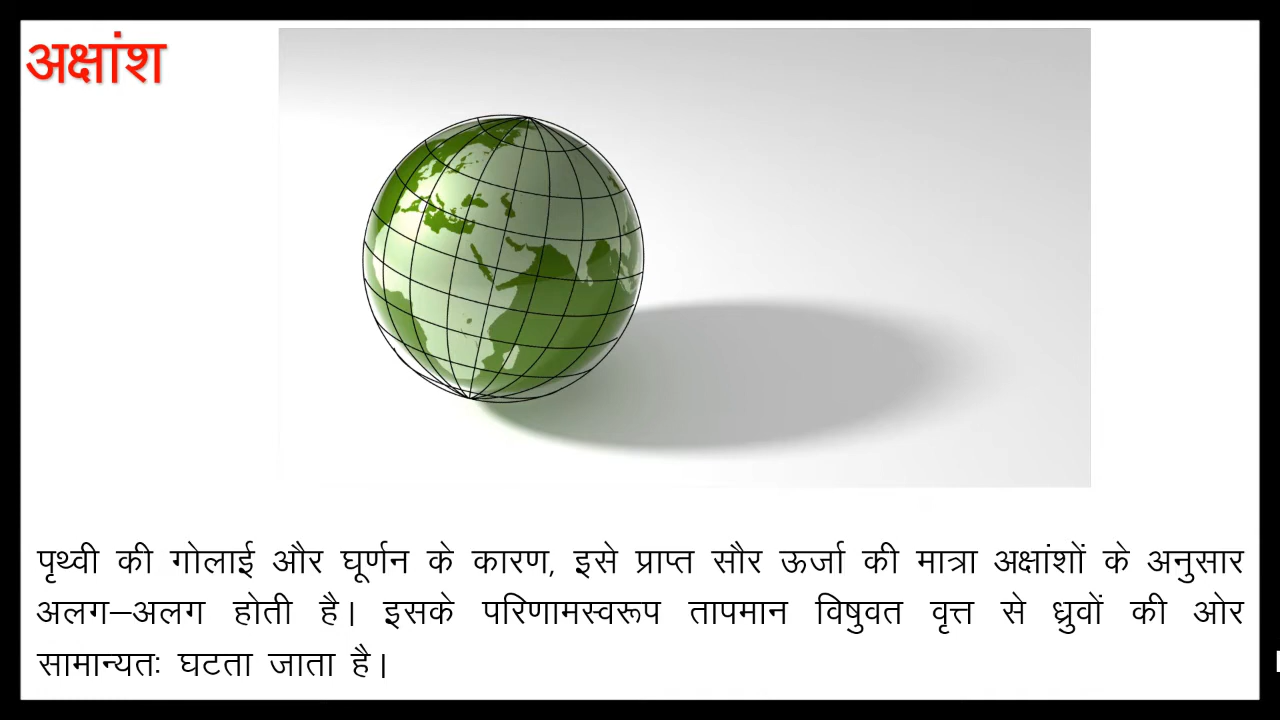 अक्षांश
पृथ्वी की गोलाई और घूर्णन के कारण, इसे प्राप्त सौर ऊर्जा की मात्रा अक्षांशों के अनुसार
अलग–अलग होती है। इसके परिणामस्वरूप तापमान विषुवत वृत्त से ध्रुवों की ओर
सामान्यतः घटता जाता है।